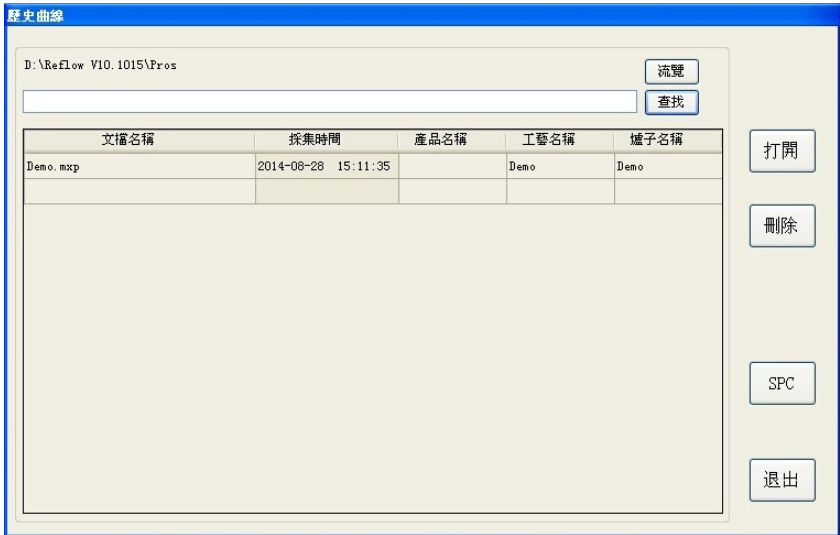 歷史曲線
D:\Reflow V10.1015\Pros
流覽
查找
文檔名稱 採集時間 產品名稱 工藝名稱 爐子名稱
Demo.mxp 2014-08-28 15:11:35 Demo Demo
打開
刪除
SPC
退出